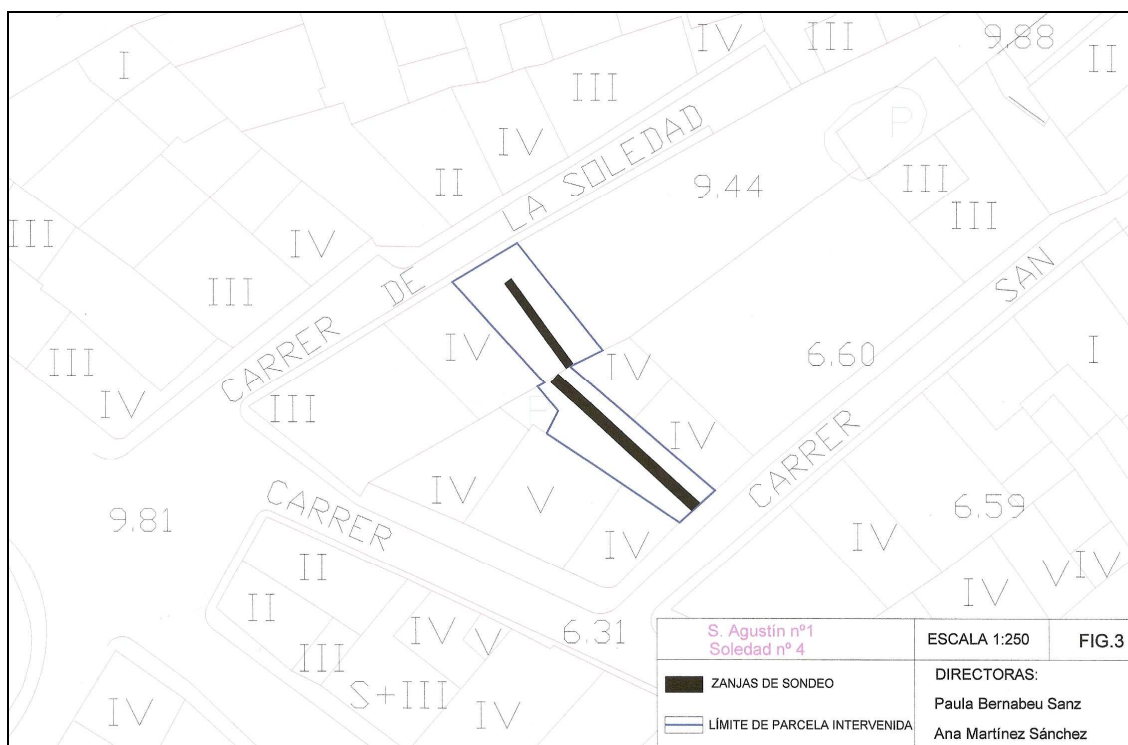 I
IV
III
9.88
II
III
IV
II
CARRER DE LA SOLEDAD
9.44
P
III
III
III
IV
III
SAN
IV
IV
6.60
I
III
IV
III
P
IV
CARRER
IV
V
9.81
CARRER
6.59
IV
IV
IV
V
IV
II
II
IV
V
6.31
III
S+III
IV
IV
S. Agustín nº1
Soledad nº 4
ESCALA 1:250
FIG.3
ZANJAS DE SONDEO
LÍMITE DE PARCELA INTERVENIDA
DIRECTORAS:
Paula Bernabeu Sanz
Ana Martínez Sánchez